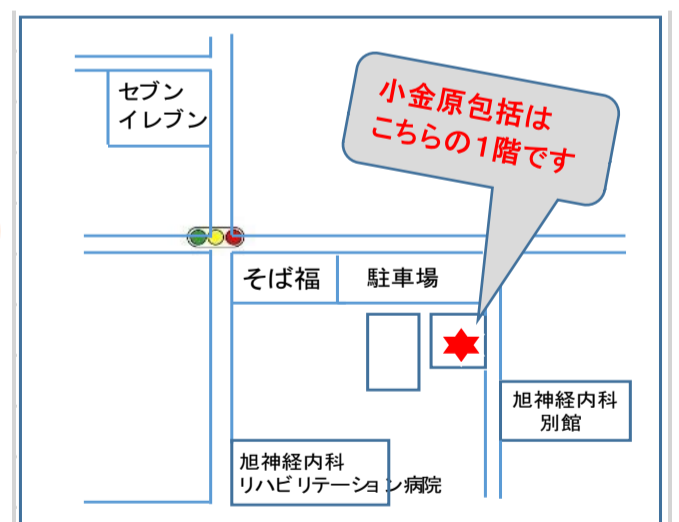 セブン
イレブン
小金原包括は
こちらの1階です
そば福
駐車場
旭神経内科
別館
旭神経内科
リハビリテーション病院